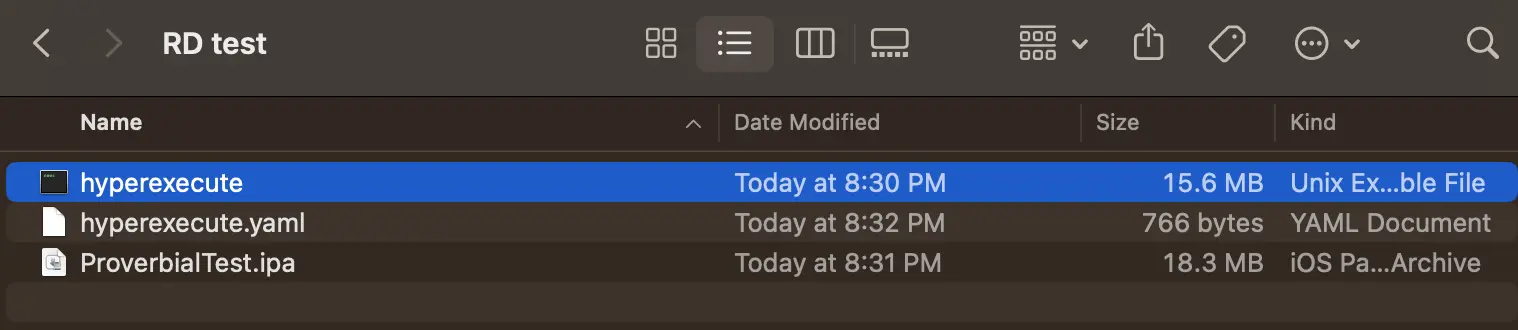 RD test
Name Date Modified Size Kind
hyperexecute Today at 8:30 PM 15.6 MB Unix Ex...ble File
hyperexecute.yaml Today at 8:32 PM 766 bytes YAML Document
ProverbialTest.ipa Today at 8:31 PM 18.3 MB iOS Pa...Archive